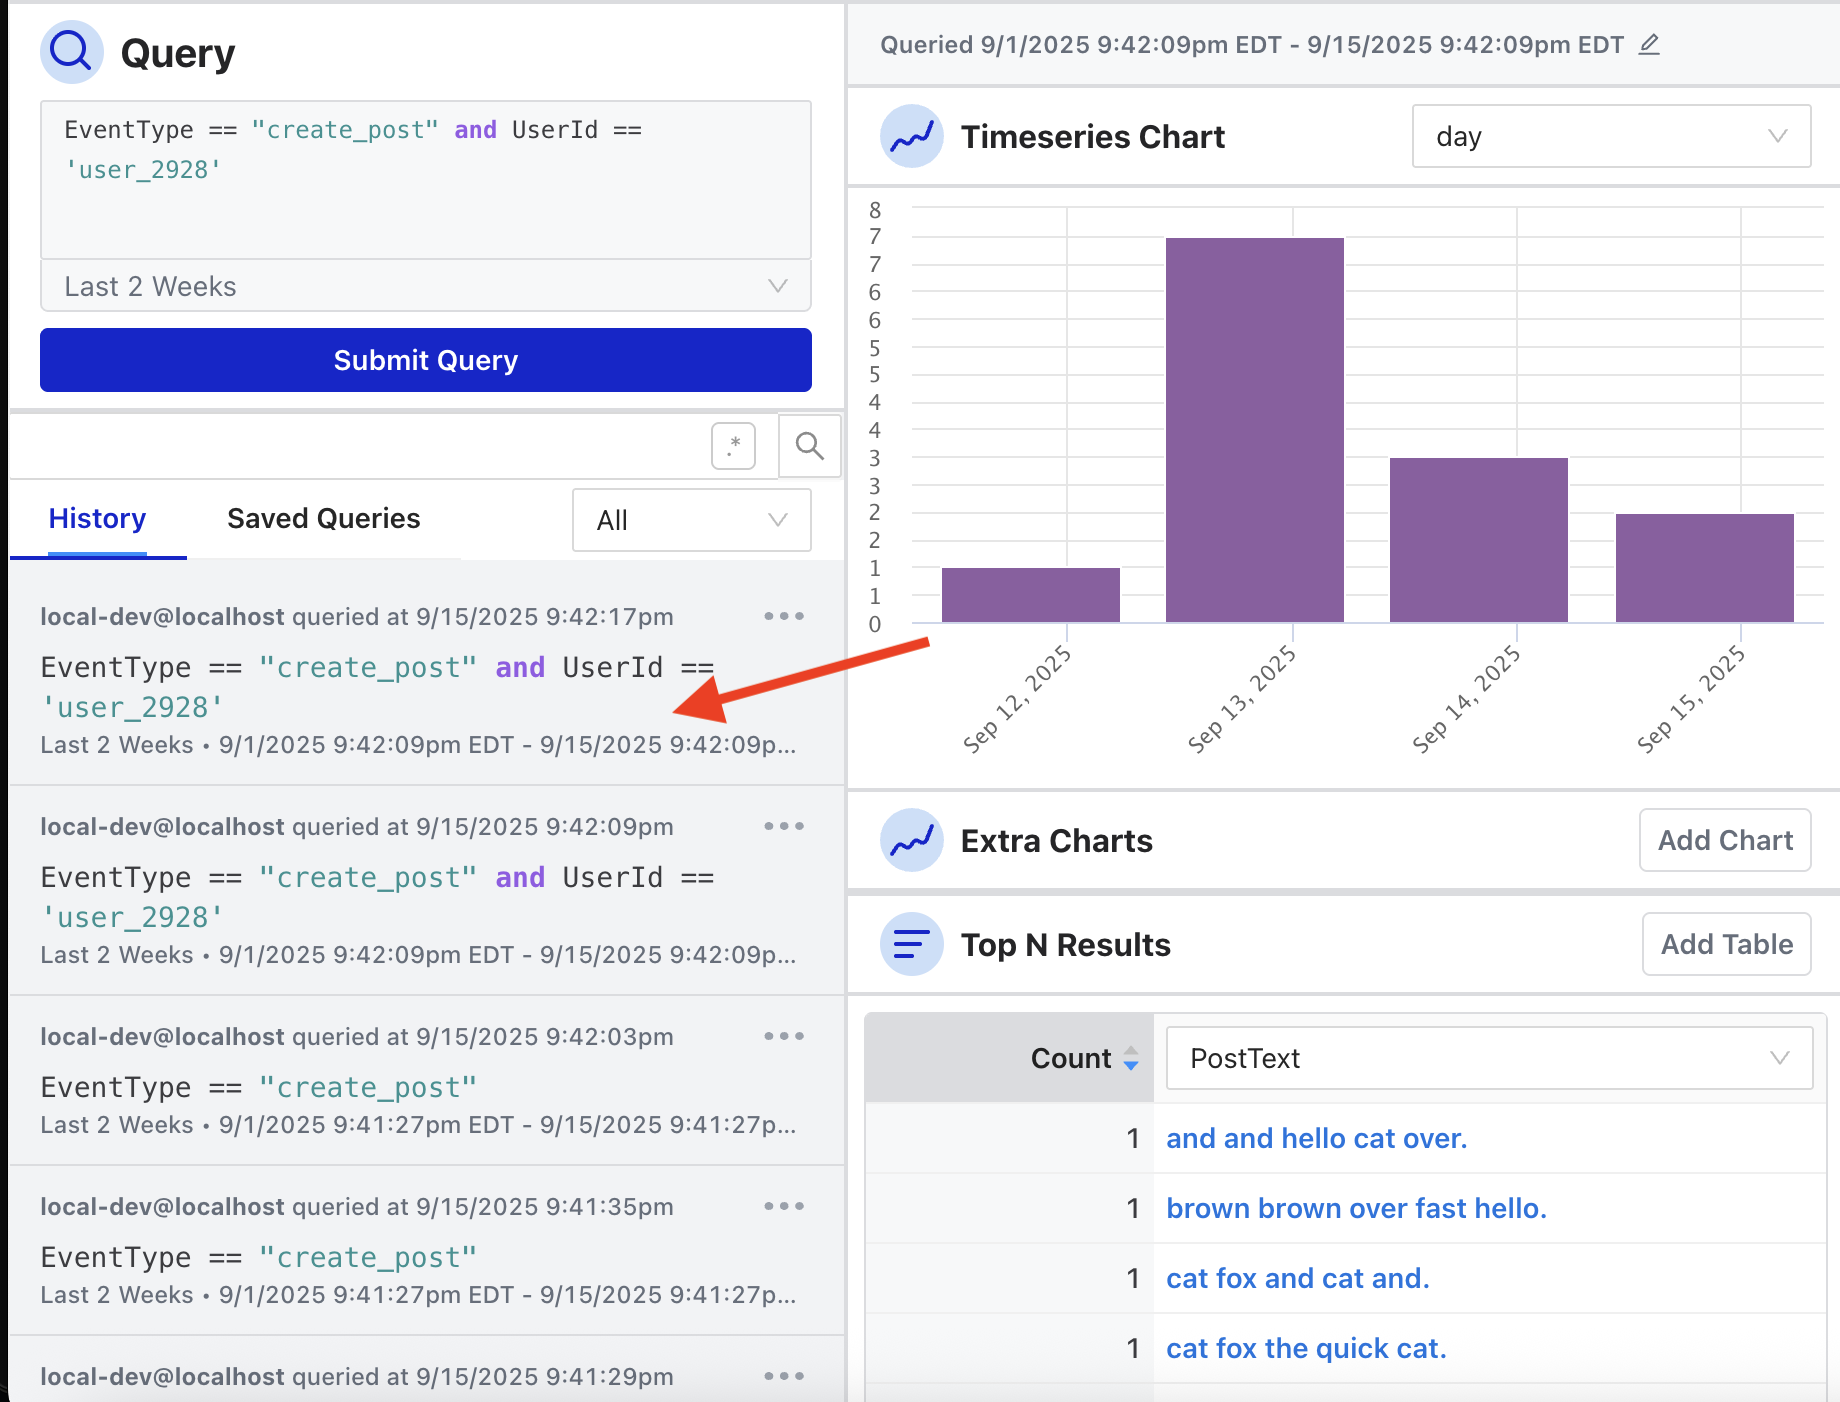 Query
EventType == "create_post" and UserId ==
'user_2928'
Last 2 Weeks
Submit Query
.*
History
Saved Queries
All
local-dev@localhost queried at 9/15/2025 9:42:17pm
EventType == "create_post" and UserId ==
'user_2928'
Last 2 Weeks • 9/1/2025 9:42:09pm EDT - 9/15/2025 9:42:09p...
local-dev@localhost queried at 9/15/2025 9:42:09pm
EventType == "create_post" and UserId ==
'user_2928'
Last 2 Weeks • 9/1/2025 9:42:09pm EDT - 9/15/2025 9:42:09p...
local-dev@localhost queried at 9/15/2025 9:42:03pm
EventType == "create_post"
Last 2 Weeks • 9/1/2025 9:41:27pm EDT - 9/15/2025 9:41:27p...
local-dev@localhost queried at 9/15/2025 9:41:35pm
EventType == "create_post"
Last 2 Weeks • 9/1/2025 9:41:27pm EDT - 9/15/2025 9:41:27p...
local-dev@localhost queried at 9/15/2025 9:41:29pm
Queried 9/1/2025 9:42:09pm EDT - 9/15/2025 9:42:09pm EDT
Timeseries Chart
day
8
7
7
6
6
5
5
4
4
3
3
2
2
1
1
0
Sep 12, 2025
Sep 13, 2025
Sep 14, 2025
Sep 15, 2025
Extra Charts
Add Chart
Top N Results
Add Table
Count
PostText
1 and and hello cat over.
1 brown brown over fast hello.
1 cat fox and cat and.
1 cat fox the quick cat.